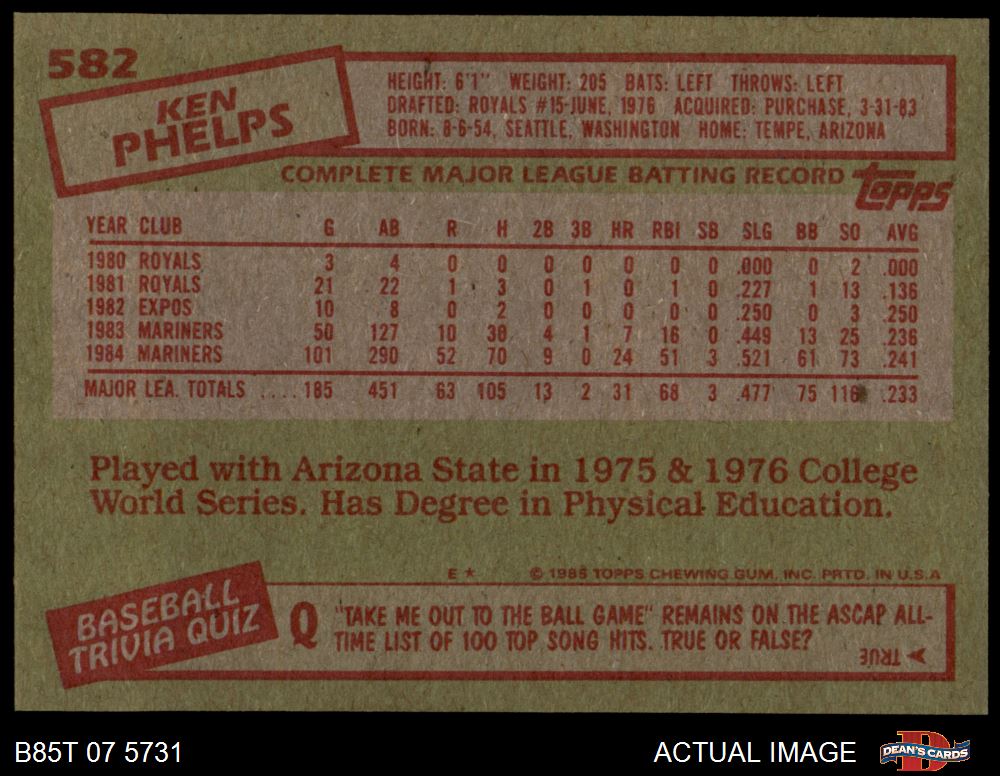 582
KEN
PHELPS
HEIGHT: 6'1" WEIGHT: 205 BATS: LEFT THROWS: LEFT
DRAFTED: ROYALS #15-JUNE, 1976 ACQUIRED: PURCHASE, 3-31-83
BORN: 8-6-54, SEATTLE, WASHINGTON HOME: TEMPE, ARIZONA
COMPLETE MAJOR LEAGUE BATTING RECORD topps
YEAR CLUB G AB R H 2B 3B HR RBI SB SLG BB SO AVG
1980 ROYALS 3 4 0 0 0 0 0 0 0 .000 0 2 .000
1981 ROYALS 21 22 1 3 0 1 0 1 0 .227 1 13 .136
1982 EXPOS 10 8 0 2 0 0 0 0 0 .250 0 3 .250
1983 MARINERS 50 127 10 30 4 1 7 16 0 .449 13 25 .236
1984 MARINERS 101 290 52 70 9 0 24 51 3 .521 61 73 .241
MAJOR LEA. TOTALS .... 185 451 63 105 13 2 31 68 3 .477 75 116 .233
Played with Arizona State in 1975 & 1976 College
World Series. Has Degree in Physical Education.
E * © 1985 TOPPS CHEWING GUM, INC. PRTD. IN U.S.A
BASEBALL
TRIVIA QUIZ
Q "TAKE ME OUT TO THE BALL GAME" REMAINS ON THE ASCAP ALL-
TIME LIST OF 100 TOP SONG HITS. TRUE OR FALSE?
TRUE
B85T 07 5731
ACTUAL IMAGE
D
DEAN'S CARDS